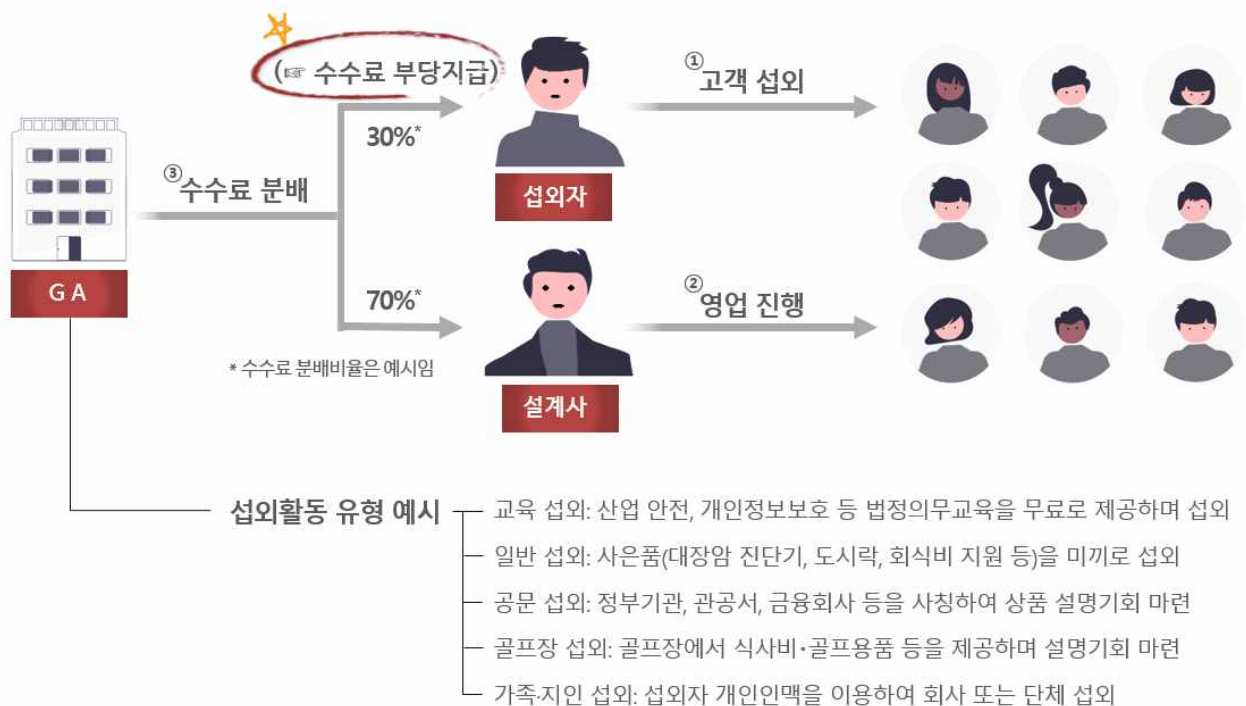 (☞ 수수료 부당지급)
① 고객 섭외
30%*
③ 수수료 분배
섭외자
G A
70%*
② 영업 진행
* 수수료 분배비율은 예시임
설계사
섭외활동 유형 예시
교육 섭외: 산업 안전, 개인정보보호 등 법정의무교육을 무료로 제공하며 섭외
일반 섭외: 사은품(대장암 진단기, 도시락, 회식비 지원 등)을 미끼로 섭외
공문 섭외: 정부기관, 관공서, 금융회사 등을 사칭하여 상품 설명기회 마련
골프장 섭외: 골프장에서 식사비·골프용품 등을 제공하며 설명기회 마련
가족·지인 섭외: 섭외자 개인인맥을 이용하여 회사 또는 단체 섭외